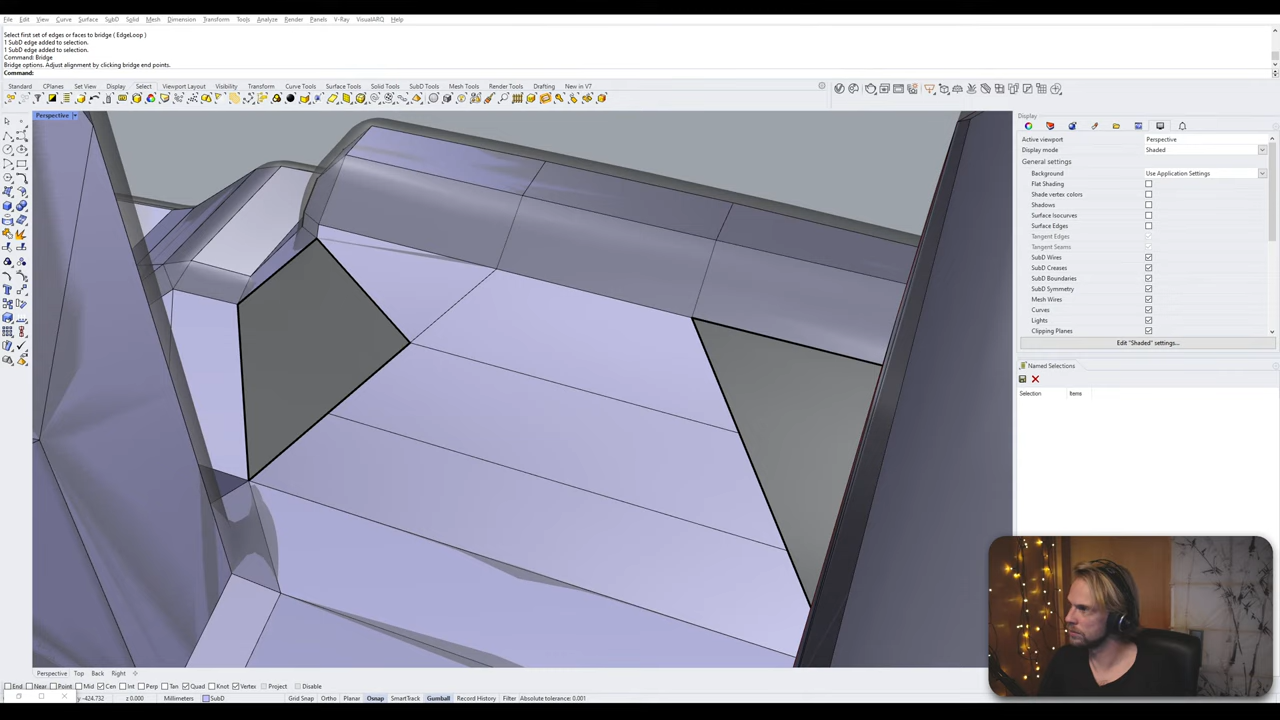 File Edit View Curve Surface SubD Solid Mesh Dimension Transform Tools Analyze Render Panels V-Ray VisualARQ Help
Select first set of edges or faces to bridge ( EdgeLoop )
1 SubD edge added to selection.
1 SubD edge added to selection.
Command: Bridge
Bridge options. Adjust alignment by clicking bridge end points.
Command:
Standard CPlanes Set View Display Select Viewport Layout Visibility Transform Curve Tools Surface Tools Solid Tools SubD Tools Mesh Tools Render Tools Drafting New in V7
Perspective
Display
Active viewport Perspective
Display mode Shaded
General settings
Background Use Application Settings
Flat Shading
Shade vertex colors
Shadows
Surface Isocurves
Surface Edges
Tangent Edges
Tangent Seams
SubD Wires
SubD Creases
SubD Boundaries
SubD Symmetry
Mesh Wires
Curves
Lights
Clipping Planes
Edit "Shaded" settings...
Named Selections
Selection Items
Perspective Top Back Right
End Near Point Mid Cen Int Perp Tan Quad Knot Vertex Project Disable
-424.732 z 0.000 Millimeters SubD Grid Snap Ortho Planar Osnap SmartTrack Gumball Record History Filter Absolute tolerance: 0.001